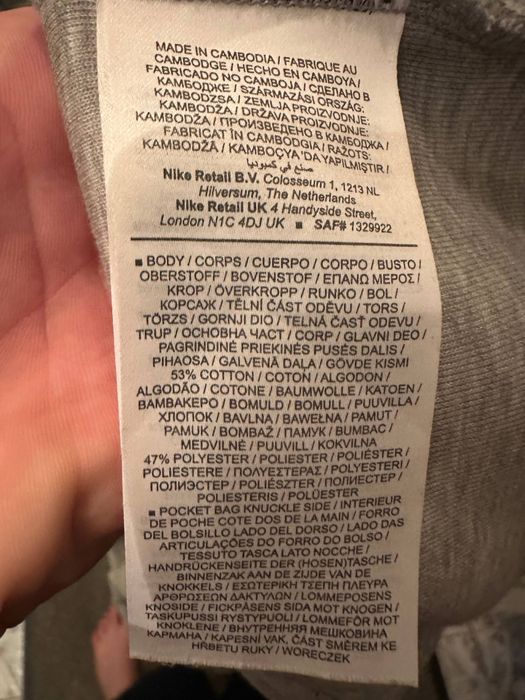 MADE IN CAMBODIA / FABRIQUE AU
CAMBODGE / HECHO EN CAMBOYA /
FABRICADO NO CAMBOJA / СДЕЛАНО В
КАМБОДЖЕ / SZÁRMAZÁSI ORSZÁG:
KAMBODZSA / ZEMLJA PROIZVODNJE:
KAMBODŽA / DRŽAVA PROIZVODNJE:
KAMBODŽA / ПРОИЗВЕДЕНО В КАМБОДЖА /
FABRICAT ÎN CAMBODGIA / RAŽOTS:
KAMBODŽĀ / KAMBOÇYA'DA YAPILMIŞTIR /
صنع في كمبوديا
Nike Retail B.V. Colosseum 1, 1213 NL
Hilversum, The Netherlands
Nike Retail UK 4 Handyside Street,
London N1C 4DJ UK ■ SAF# 1329922
■ BODY / CORPS / CUERPO / CORPO / BUSTO /
OBERSTOFF / BOVENSTOF / ΕΠΑΝΩ ΜΕΡΟΣ /
KROP / ÖVERKROPP / RUNKO / BOL /
КОРСАЖ / TĚLNÍ ČÁST ODĚVU / TORS /
TÖRZS / GORNJI DIO / TELNÁ ČASŤ ODEVU /
TRUP / ОСНОВНА ЧАСТ / CORP / GLAVNI DEO /
PAGRINDINĖ PRIEKINĖS PUSĖS DALIS /
PIHAOSA / GALVENĀ DAĻA / GÖVDE KISMI
53% COTTON / COTON / ALGODON /
ALGODÃO / COTONE / BAUMWOLLE / KATOEN /
ΒΑΜΒΑΚΕΡΟ / BOMULD / BOMULL / PUUVILLA /
ХЛОПОК / BAVLNA / BAWEŁNA / PAMUT /
PAMUK / BOMBAŽ / ПАМУК / BUMBAC /
MEDVILNĖ / PUUVILL / KOKVILNA
47% POLYESTER / POLIESTER / POLIÉSTER /
POLIESTERE / ΠΟΛΥΕΣΤΕΡΑΣ / POLYESTERI /
ПОЛИЭСТЕР / POLIÉSZTER / ПОЛИЕСТЕР /
POLIESTERIS / POLÜESTER
■ POCKET BAG KNUCKLE SIDE / INTERIEUR
DE POCHE COTE DOS DE LA MAIN / FORRO
DEL BOLSILLO LADO DEL DORSO / LADO DAS
ARTICULAÇÕES DO FORRO DO BOLSO /
TESSUTO TASCA LATO NOCCHE /
HANDRÜCKENSEITE DER (HOSEN)TASCHE /
BINNENZAK AAN DE ZIJDE VAN DE
KNOKKELS / ΕΣΩΤΕΡΙΚΗ ΤΣΕΠΗ ΠΛΕΥΡΑ
ΑΡΘΡΩΣΕΩΝ ΔΑΚΤΥΛΩΝ / LOMMEPOSENS
KNOSIDE / FICKPÅSENS SIDA MOT KNOGEN /
TASKUPUSSI RYSTYPUOLI / LOMMEFÔR MOT
KNOKLENE / ВНУТРЕННЯЯ МЕШКОВИНА
КАРМАНА / KAPESNÍ VAK, ČÁST SMĚREM KE
HŘBETU RUKY / WORECZEK